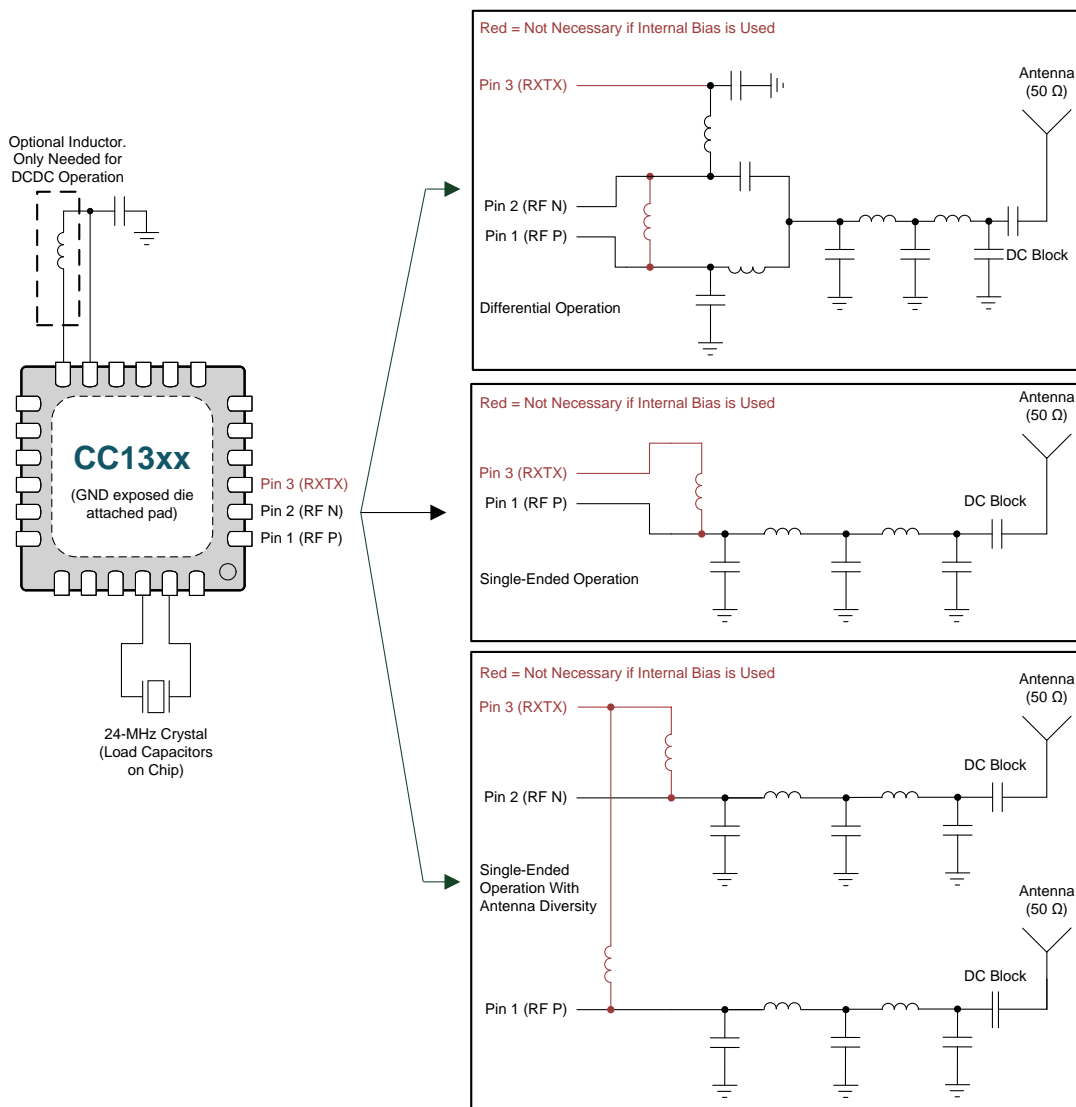 Optional Inductor.
Only Needed for
DCDC Operation
CC13xx
(GND exposed die
attached pad)
Pin 3 (RXTX)
Pin 2 (RF N)
Pin 1 (RF P)
24-MHz Crystal
(Load Capacitors
on Chip)
Red = Not Necessary if Internal Bias is Used
Pin 3 (RXTX)
Pin 2 (RF N)
Pin 1 (RF P)
Differential Operation
Antenna
(50 Ω)
DC Block
Red = Not Necessary if Internal Bias is Used
Pin 3 (RXTX)
Pin 1 (RF P)
Single-Ended Operation
Antenna
(50 Ω)
DC Block
Red = Not Necessary if Internal Bias is Used
Pin 3 (RXTX)
Pin 2 (RF N)
Antenna
(50 Ω)
DC Block
Single-Ended
Operation With
Antenna Diversity
Pin 1 (RF P)
Antenna
(50 Ω)
DC Block